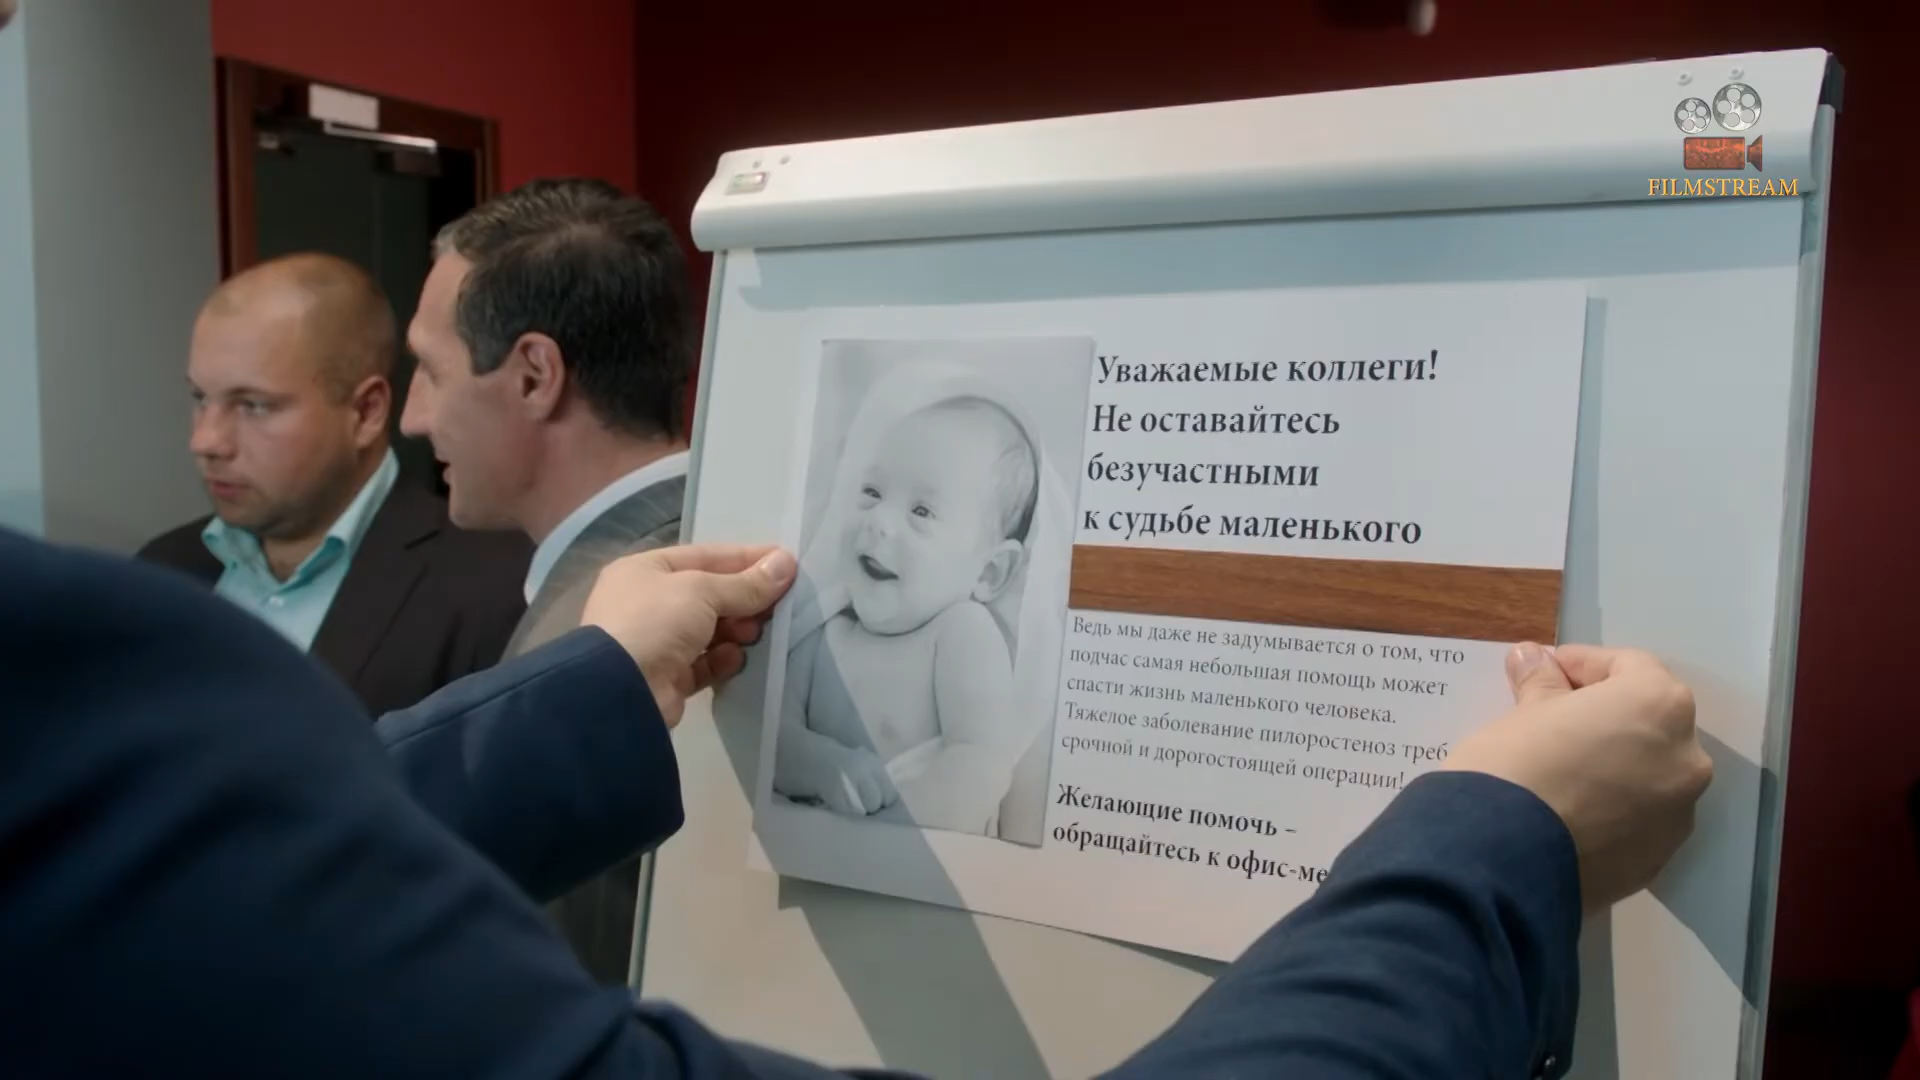 FILMSTREAM
Уважаемые коллеги!
Не оставайтесь
безучастными
к судьбе маленького
Ведь мы даже не задумывается о том, что
подчас самая небольшая помощь может
спасти жизнь маленького человека.
Тяжелое заболевание пилоростеноз треб
срочной и дорогостоящей операции!
Желающие помочь –
обращайтесь к офис-ме